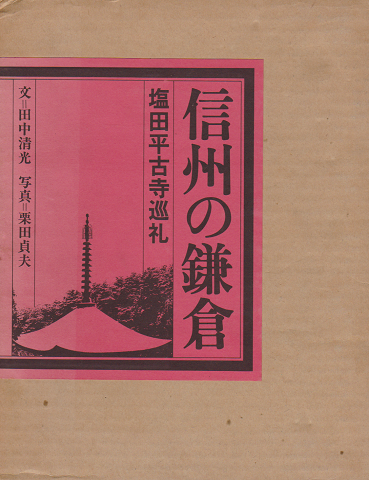 信州の鎌倉
塩田平古寺巡礼
文=田中清光 写真=栗田貞夫